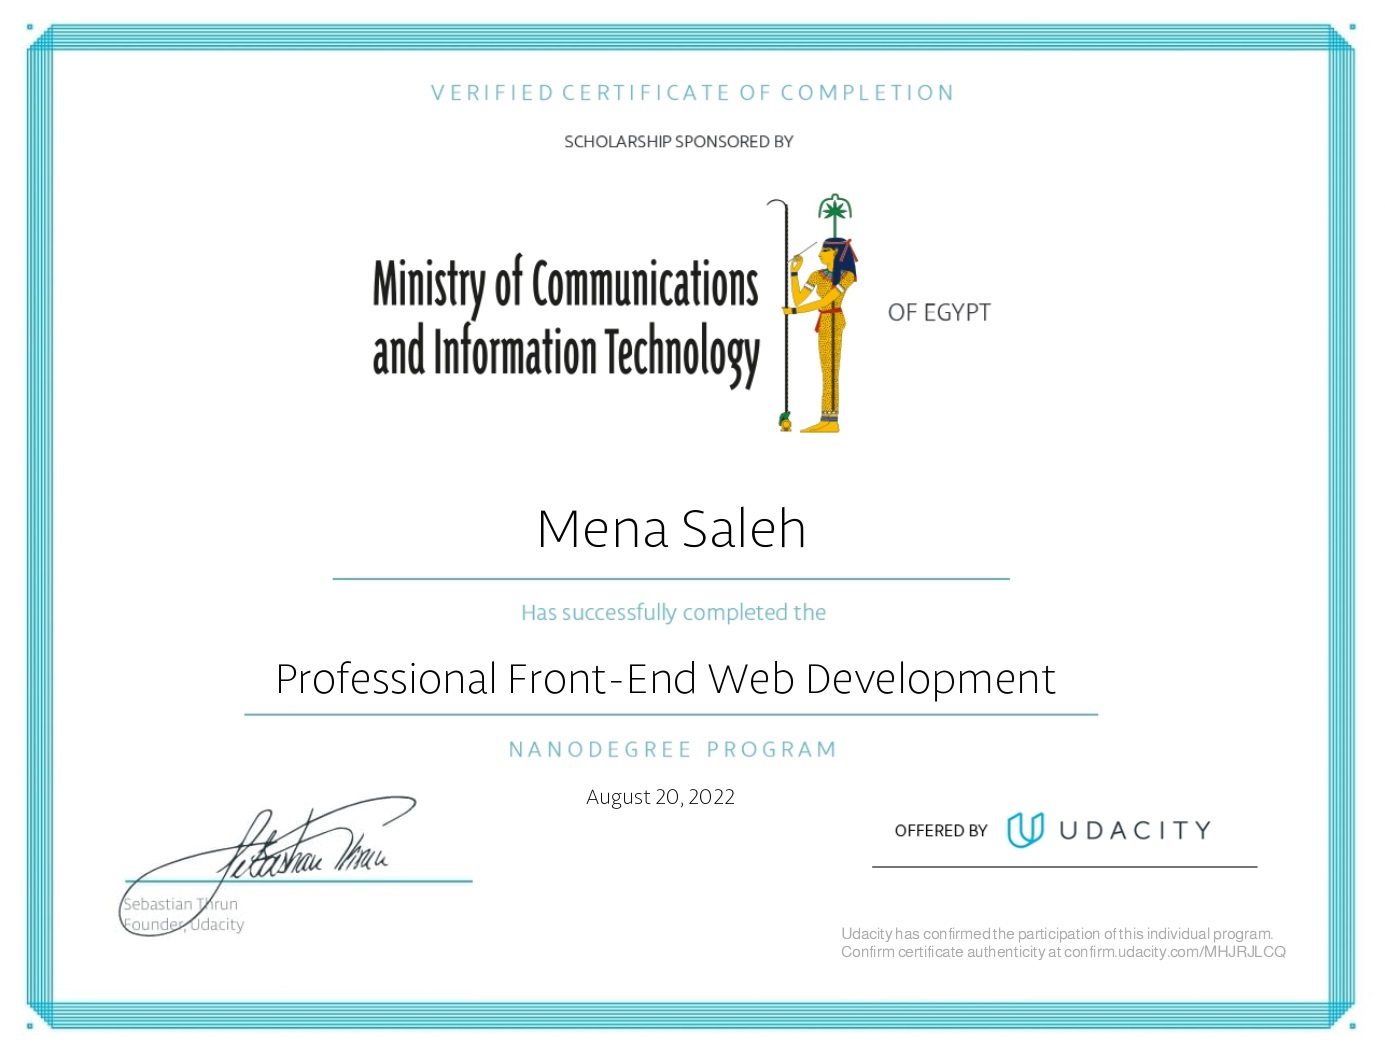 VERIFIED CERTIFICATE OF COMPLETION
SCHOLARSHIP SPONSORED BY
Ministry of Communications
and Information Technology
OF EGYPT
Mena Saleh
Has successfully completed the
Professional Front-End Web Development
NANODEGREE PROGRAM
August 20, 2022
Sebastian Thrun
Sebastian Thrun
Founder, Udacity
OFFERED BY UDACITY
Udacity has confirmed the participation of this individual program.
Confirm certificate authenticity at confirm.udacity.com/MHJRJLCQ